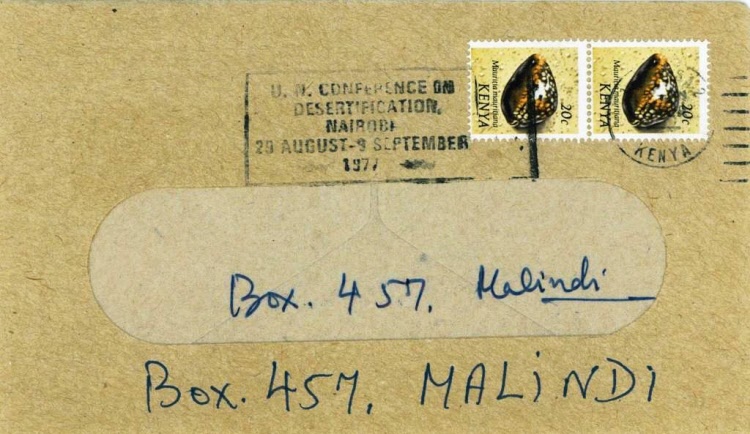 U. N. CONFERENCE ON
DESERTIFICATION,
NAIROBI
29 AUGUST-9 SEPTEMBER
1977
Mauritia mauritiana
KENYA
20c
Mauritia mauritiana
KENYA
20c
KENYA
Box. 457, Malindi
Box. 457, MALiNDi